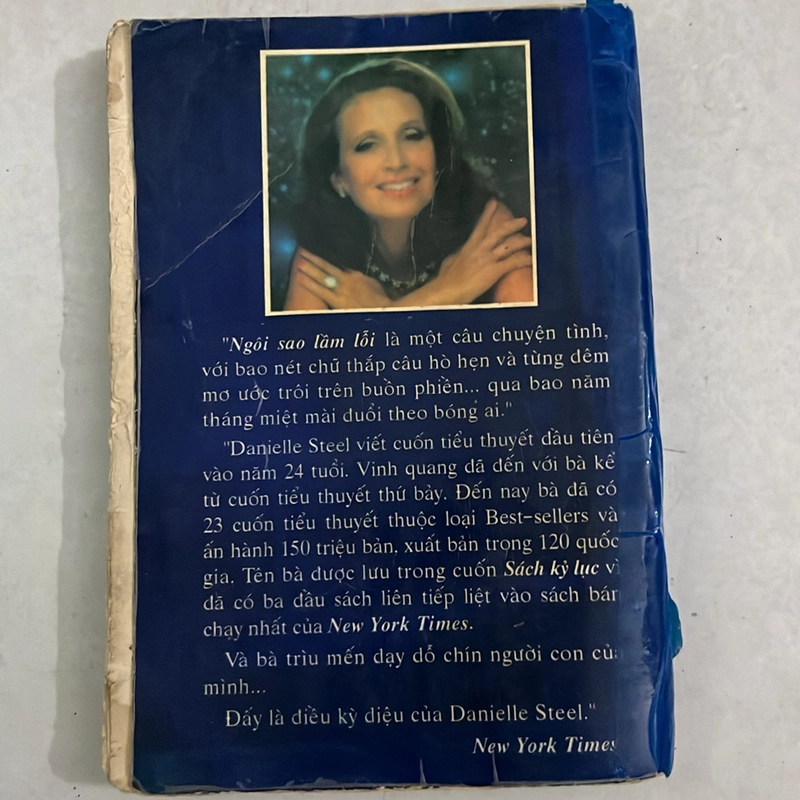 "Ngôi sao lầm lỗi là một câu chuyện tình,
với bao nét chữ thắp câu hò hẹn và từng đêm
mơ ước trôi trên buồn phiền... qua bao năm
tháng miệt mài đuổi theo bóng ai."
"Danielle Steel viết cuốn tiểu thuyết đầu tiên
vào năm 24 tuổi. Vinh quang đã đến với bà kể
từ cuốn tiểu thuyết thứ bảy. Đến nay bà đã có
23 cuốn tiểu thuyết thuộc loại Best-sellers và
ấn hành 150 triệu bản, xuất bản trong 120 quốc
gia. Tên bà được lưu trong cuốn Sách kỷ lục vì
đã có ba đầu sách liên tiếp liệt vào sách bán
chạy nhất của New York Times.
Và bà trìu mến dạy dỗ chín người con của
mình...
Đấy là điều kỳ diệu của Danielle Steel."
New York Times